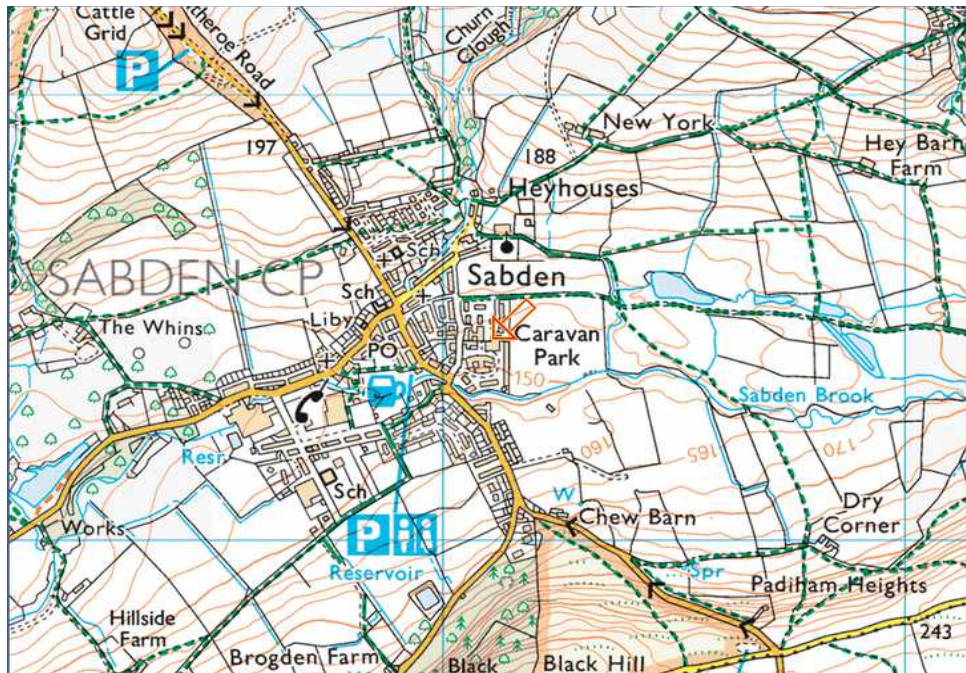 Cattle
Grid
theroe Road
Churn
Clough
P
New York
197
188
Hey Barn
Farm
Heyhouses
Sch
Sabden
SABDEN CP
Sch
Liby
The Whins
Caravan
Park
PO
150
Sabden Brook
160
165
170
Resr
Sch
W
Dry
Corner
Works
Chew Barn
P
Reservoir
Spr
Padiham Heights
Hillside
Farm
243
Brogden Farm
Black
Black Hill